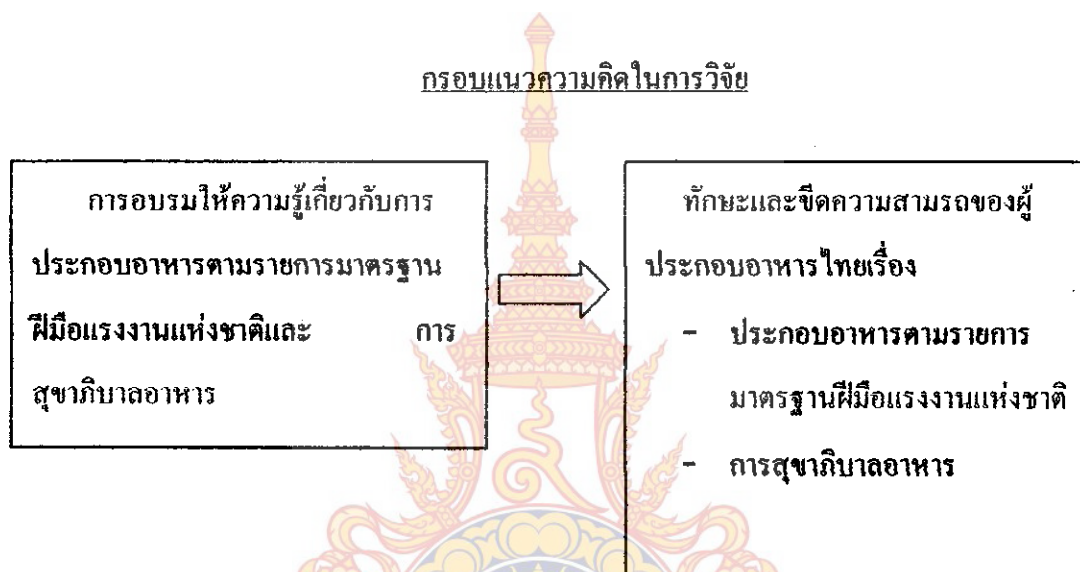 กรอบแนวความคิดในการวิจัย
การอบรมให้ความรู้เกี่ยวกับการ
ประกอบอาหารตามรายการมาตรฐาน
ฝีมือแรงงานแห่งชาติและ การ
สุขาภิบาลอาหาร
ทักษะและขีดความสามรถของผู้
ประกอบอาหารไทยเรื่อง
- ประกอบอาหารตามรายการ
มาตรฐานฝีมือแรงงานแห่งชาติ
- การสุขาภิบาลอาหาร